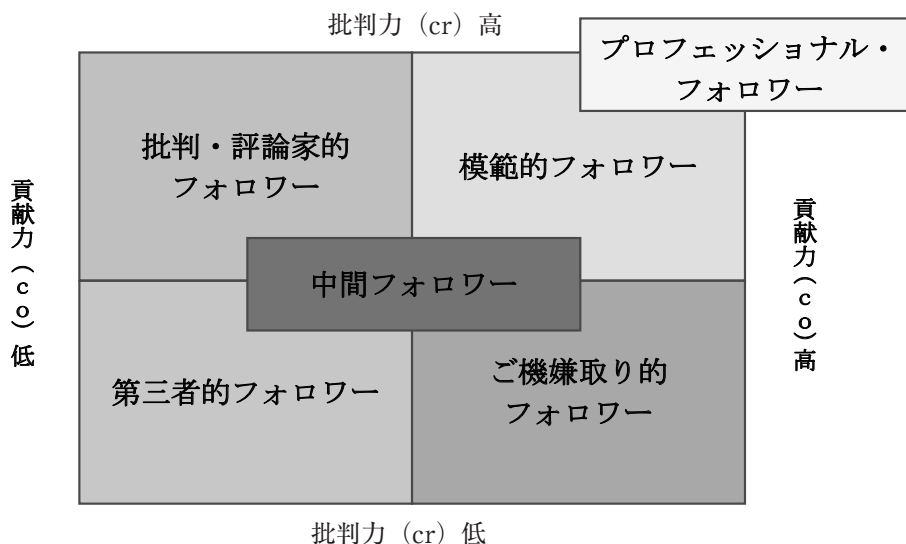 批判力（cr）高
プロフェッショナル・
フォロワー
批判・評論家的
フォロワー
模範的フォロワー
貢献力（co）低
貢献力（co）高
中間フォロワー
第三者的フォロワー
ご機嫌取り的
フォロワー
批判力（cr）低